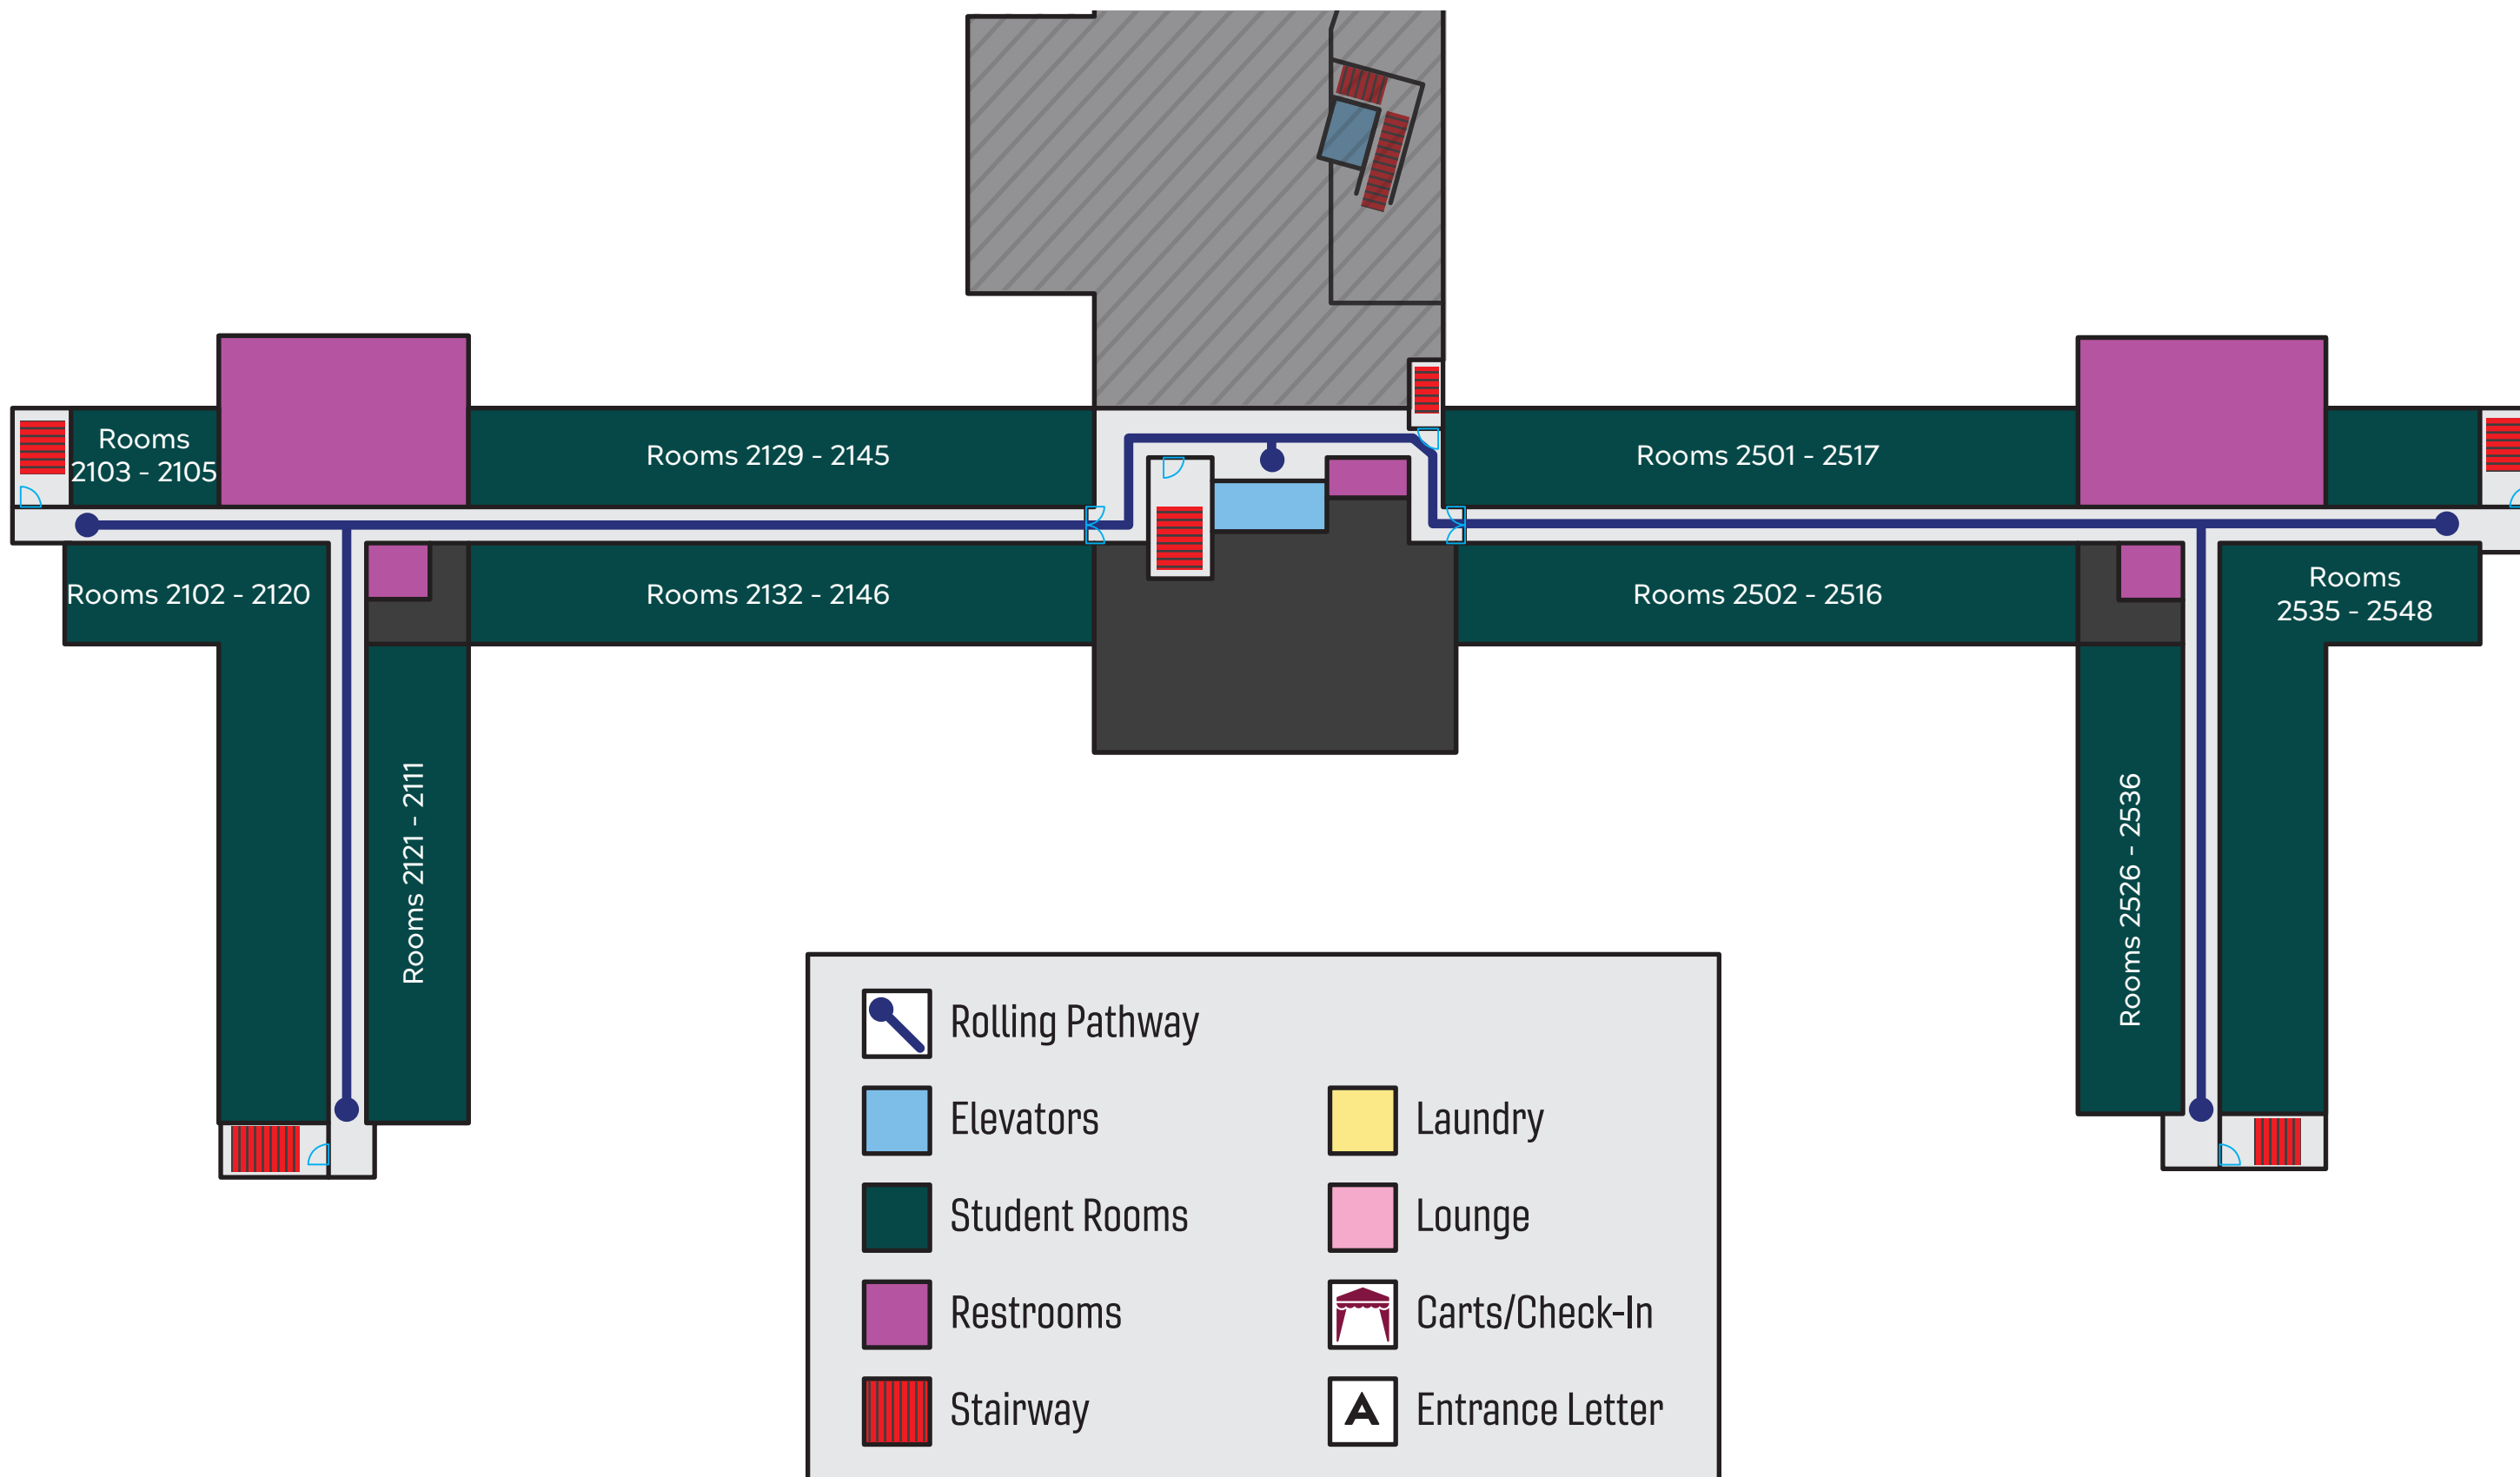 Rooms
2103 - 2105
Rooms 2129 - 2145
Rooms 2501 - 2517
Rooms 2102 - 2120
Rooms 2132 - 2146
Rooms 2502 - 2516
Rooms
2535 - 2548
Rooms 2121 - 2111
Rooms 2526 - 2536
Rolling Pathway
Elevators
Laundry
Student Rooms
Lounge
Restrooms
Carts/Check-In
Stairway
A
Entrance Letter